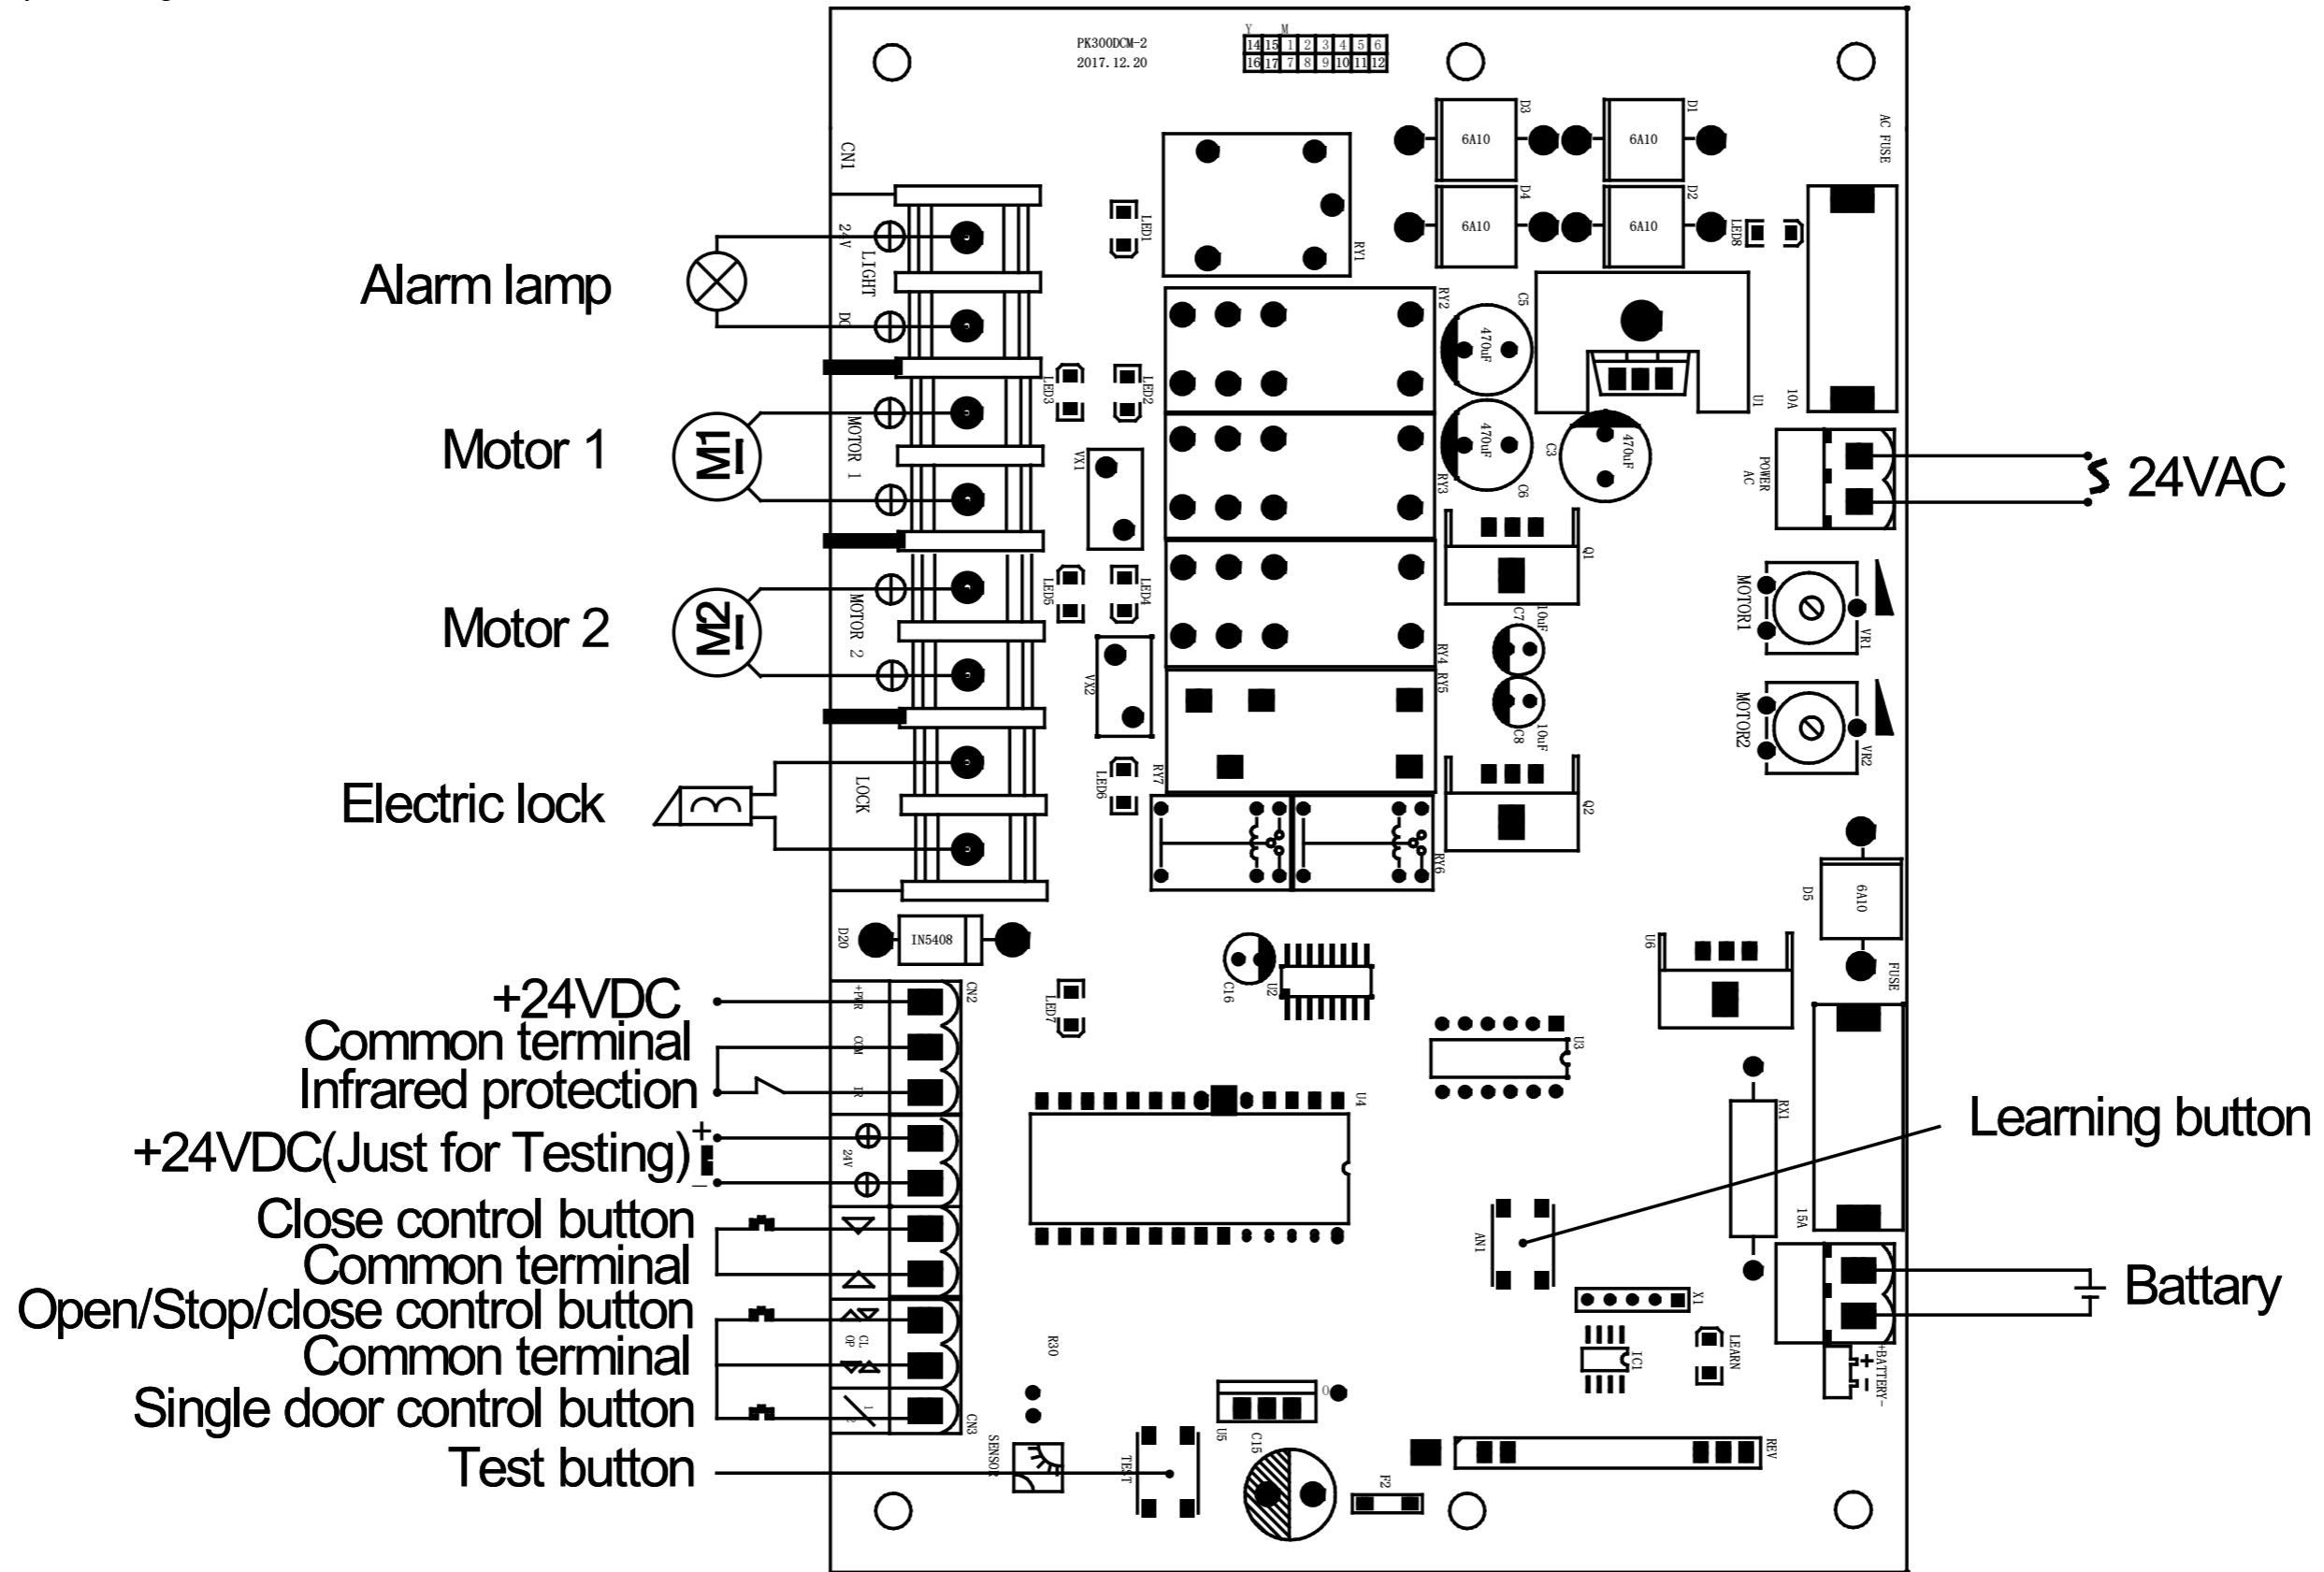 PK300DCM-2
2017.12.20
Y M
14 15 1 2 3 4 5 6
16 17 7 8 9 10 11 12
CN1
24V
LIGHT
DC
Alarm lamp
LED1
RY1
D3
6A10
D1
6A10
D4
6A10
D2
6A10
LED8
AC FUSE
10A
RY2
C5
470uF
U1
LED3
LED2
Motor 1
M1
MOTOR 1
VX1
RY3
470uF
C6
C3
470uF
POWER
AC
24VAC
Q1
Motor 2
M2
MOTOR 2
LED5
LED4
VX2
RY4
RY5
C7
10uF
C8
10uF
MOTOR1
VR1
MOTOR2
VR2
Electric lock
LOCK
LED6
RY7
RY6
Q2
D5
6A10
D20
IN5408
C16
U2
U6
FUSE
+24VDC
+PWR
CN2
LED7
Common terminal
COM
U3
Infrared protection
IR
U4
RX1
Learning button
+24VDC(Just for Testing)
+
−
24V
15A
AN1
Close control button
Common terminal
Open/Stop/close control button
CL
OP
Common terminal
R30
X1
Battary
IC1
LEARN
+BATTERY-
+
-
Single door control button
1
2
CN3
U5
0
Test button
SENSOR
TEST
C15
F2
REV